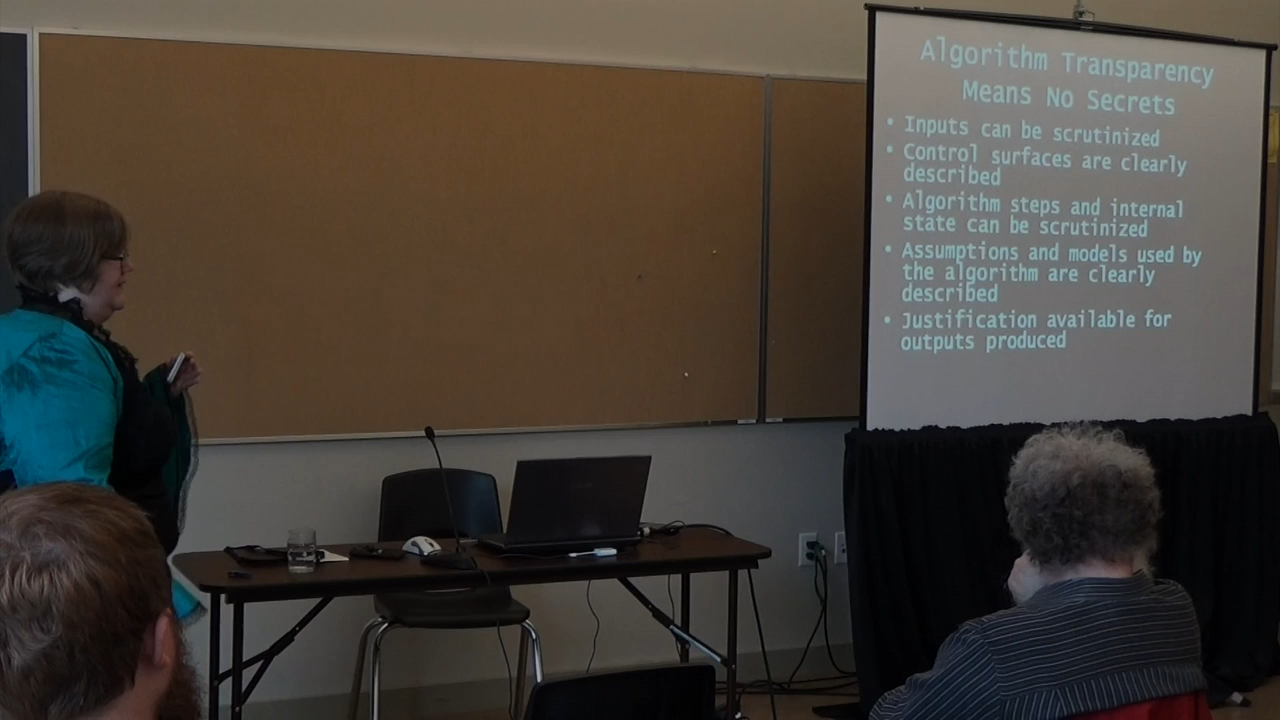 Algorithm Transparency
Means No Secrets
• Inputs can be scrutinized
• Control surfaces are clearly
described
• Algorithm steps and internal
state can be scrutinized
• Assumptions and models used by
the algorithm are clearly
described
• Justification available for
outputs produced